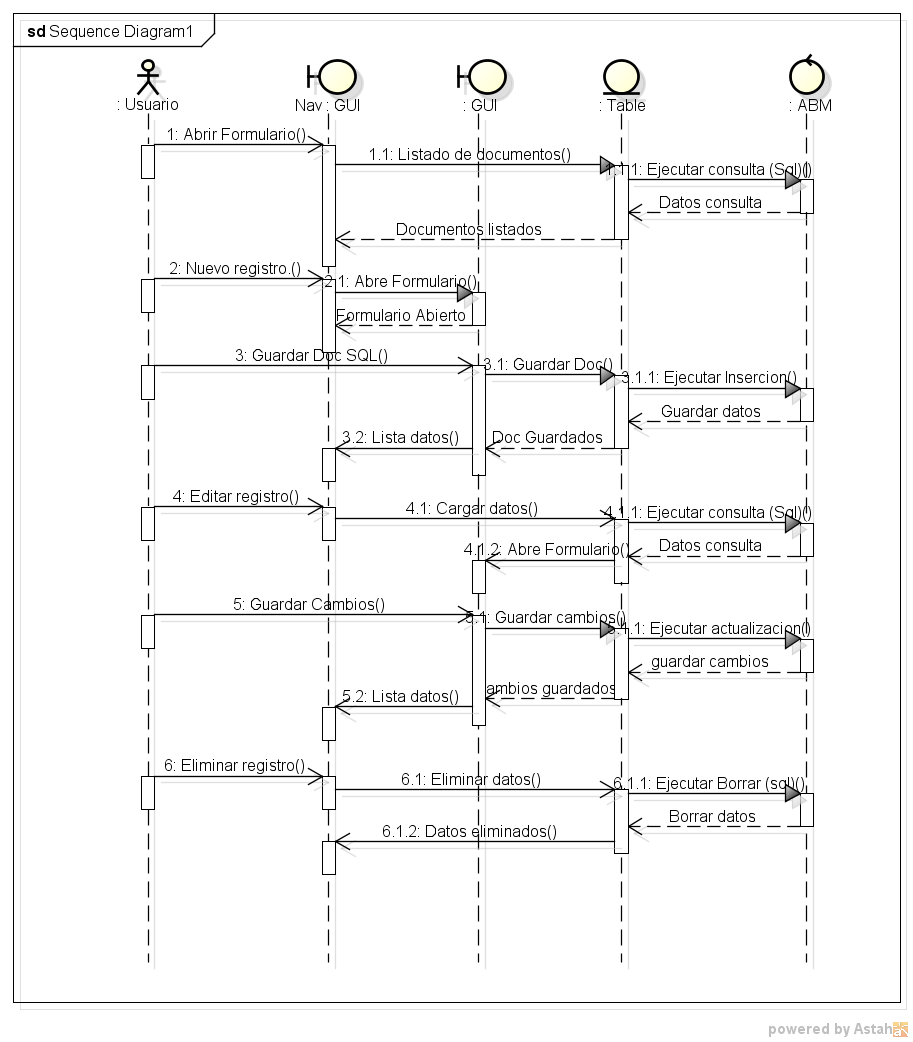 sd Sequence Diagram1
: Usuario
Nav : GUI
: GUI
: Table
: ABM
1: Abrir Formulario()
1.1: Listado de documentos()
1.1.1: Ejecutar consulta (Sql)()
Datos consulta
Documentos listados
2: Nuevo registro.()
2.1: Abre Formulario()
Formulario Abierto
3: Guardar Doc SQL()
3.1: Guardar Doc()
3.1.1: Ejecutar Insercion()
Guardar datos
3.2: Lista datos()
Doc Guardados
4: Editar registro()
4.1: Cargar datos()
4.1.1: Ejecutar consulta (Sql)()
Datos consulta
4.1.2: Abre Formulario()
5: Guardar Cambios()
5.1: Guardar cambios()
5.1.1: Ejecutar actualizacion()
guardar cambios
ambios guardados
5.2: Lista datos()
6: Eliminar registro()
6.1: Eliminar datos()
6.1.1: Ejecutar Borrar (sql)()
Borrar datos
6.1.2: Datos eliminados()
powered by Astah